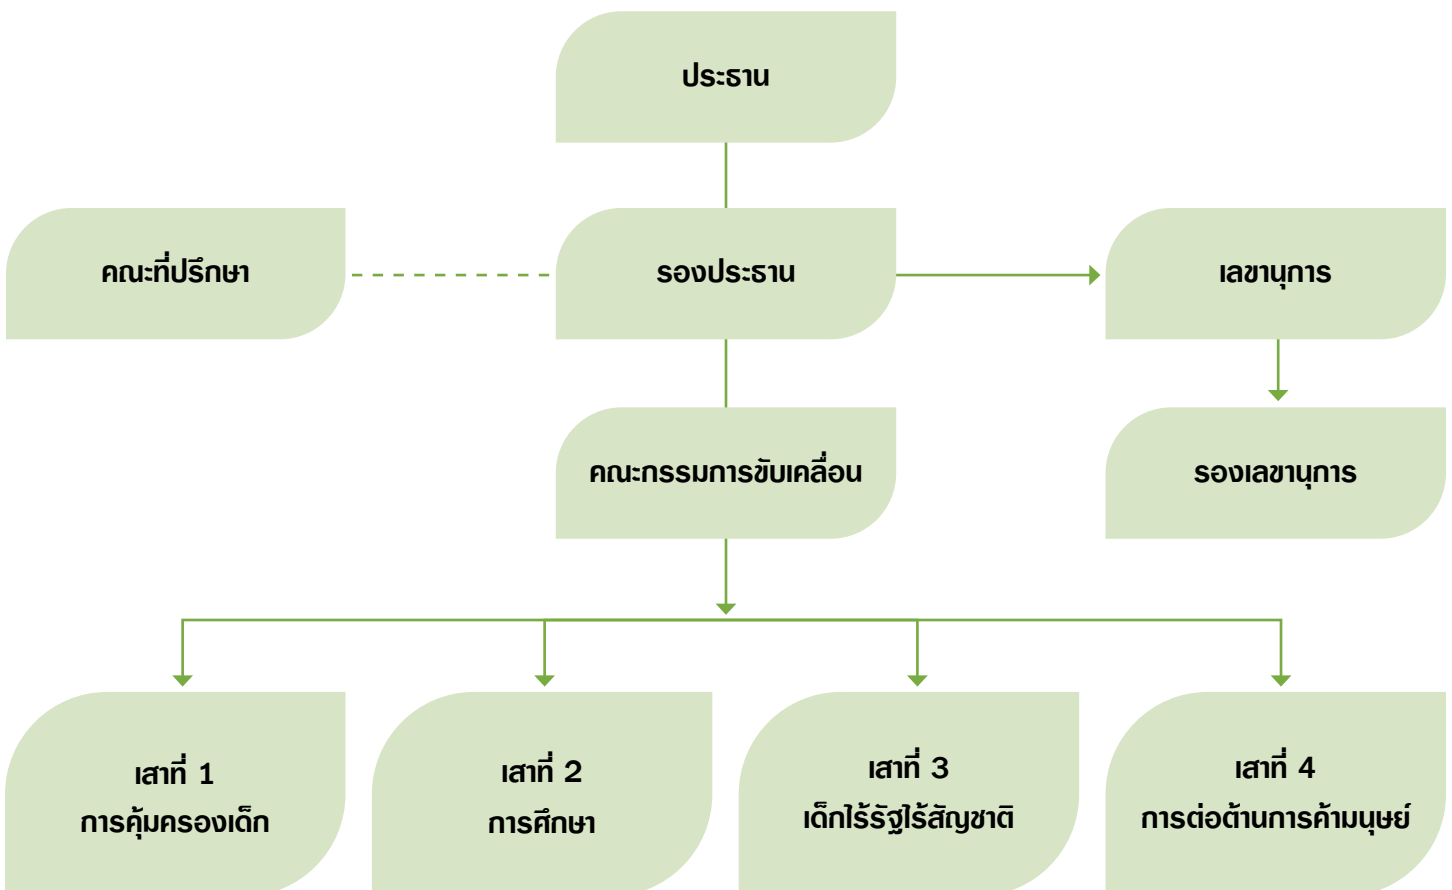 ประธาน
คณะที่ปรึกษา
รองประธาน
เลขานุการ
คณะกรรมการขับเคลื่อน
รองเลขานุการ
เสาที่ 1
การคุ้มครองเด็ก
เสาที่ 2
การศึกษา
เสาที่ 3
เด็กไร้รัฐไร้สัญชาติ
เสาที่ 4
การต่อต้านการค้ามนุษย์